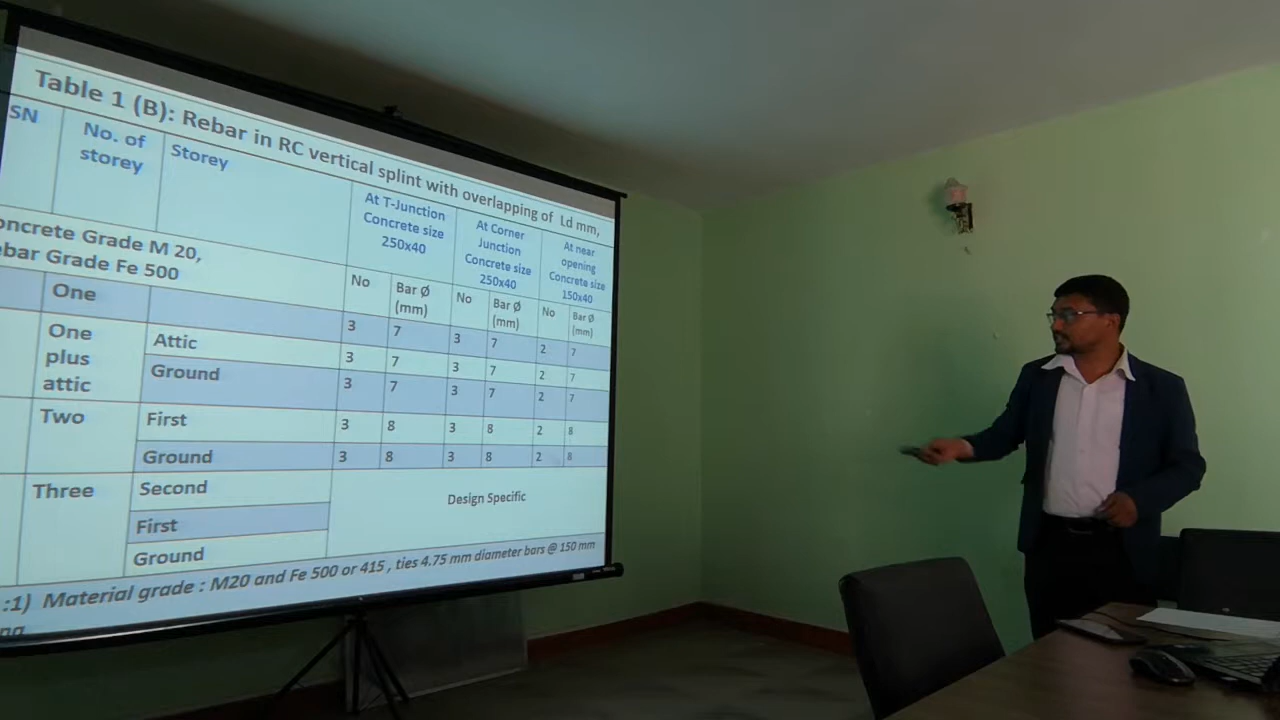 Table 1 (B): Rebar in RC vertical splint with overlapping of Ld mm,
SN No. of storey Storey At T-Junction Concrete size 250x40 At Corner Junction Concrete size 250x40 At near opening Concrete size 150x40
oncrete Grade M 20,
ebar Grade Fe 500
No Bar Ø (mm) No Bar Ø (mm) No Bar Ø (mm)
One 3 7 3 7 2 7
One plus attic Attic 3 7 3 7 2 7
Ground 3 7 3 7 2 7
Two First 3 8 3 8 2 8
Ground 3 8 3 8 2 8
Three Second Design Specific
First
Ground
:1) Material grade : M20 and Fe 500 or 415 , ties 4.75 mm diameter bars @ 150 mm